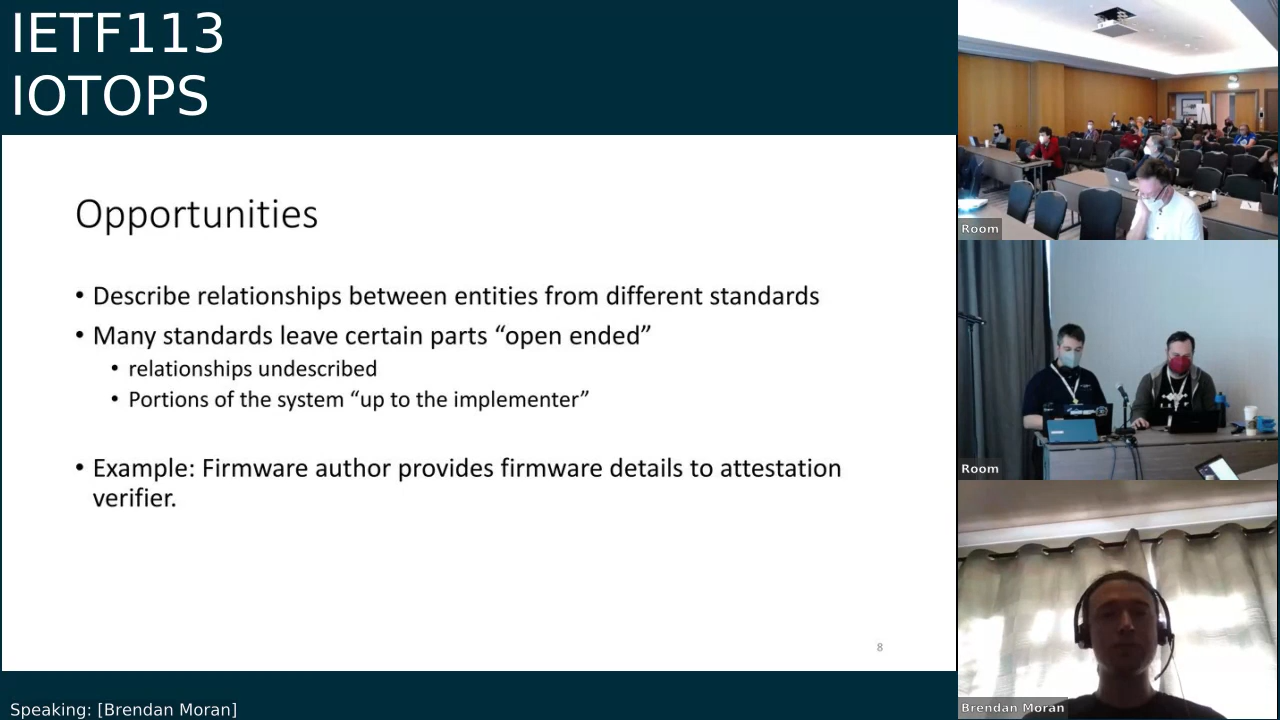 IETF113
IOTOPS
Opportunities
• Describe relationships between entities from different standards
• Many standards leave certain parts “open ended”
• relationships undescribed
• Portions of the system “up to the implementer”
• Example: Firmware author provides firmware details to attestation
verifier.
8
Speaking: [Brendan Moran]
Room
Room
Brendan Moran